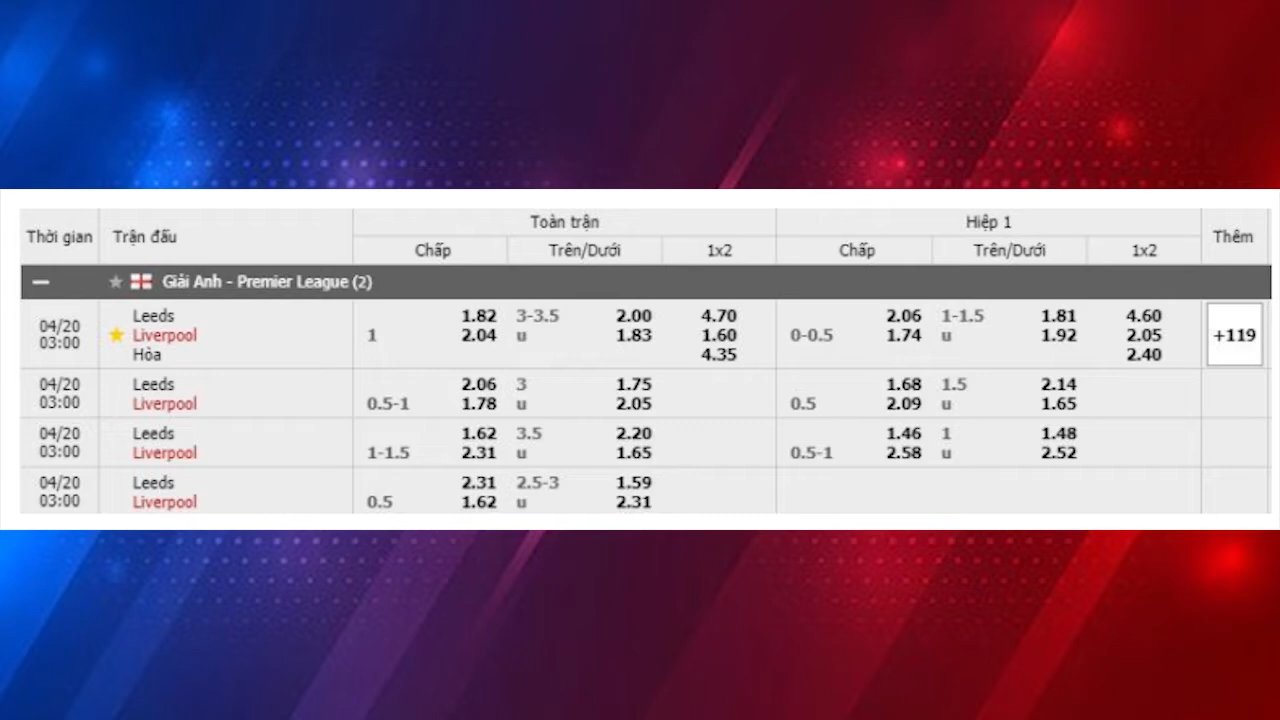 Thời gian Trận đấu Toàn trận Hiệp 1 Thêm
Chấp Trên/Dưới 1x2 Chấp Trên/Dưới 1x2
Giải Anh - Premier League (2)
04/20 03:00
Leeds 1.82 3-3.5 2.00 4.70 2.06 1-1.5 1.81 4.60
Liverpool 1 2.04 u 1.83 1.60 0-0.5 1.74 u 1.92 2.05 +119
Hòa 4.35 2.40
04/20 03:00
Leeds 2.06 3 1.75 1.68 1.5 2.14
Liverpool 0.5-1 1.78 u 2.05 0.5 2.09 u 1.65
04/20 03:00
Leeds 1.62 3.5 2.20 1.46 1 1.48
Liverpool 1-1.5 2.31 u 1.65 0.5-1 2.58 u 2.52
04/20 03:00
Leeds 2.31 2.5-3 1.59
Liverpool 0.5 1.62 u 2.31